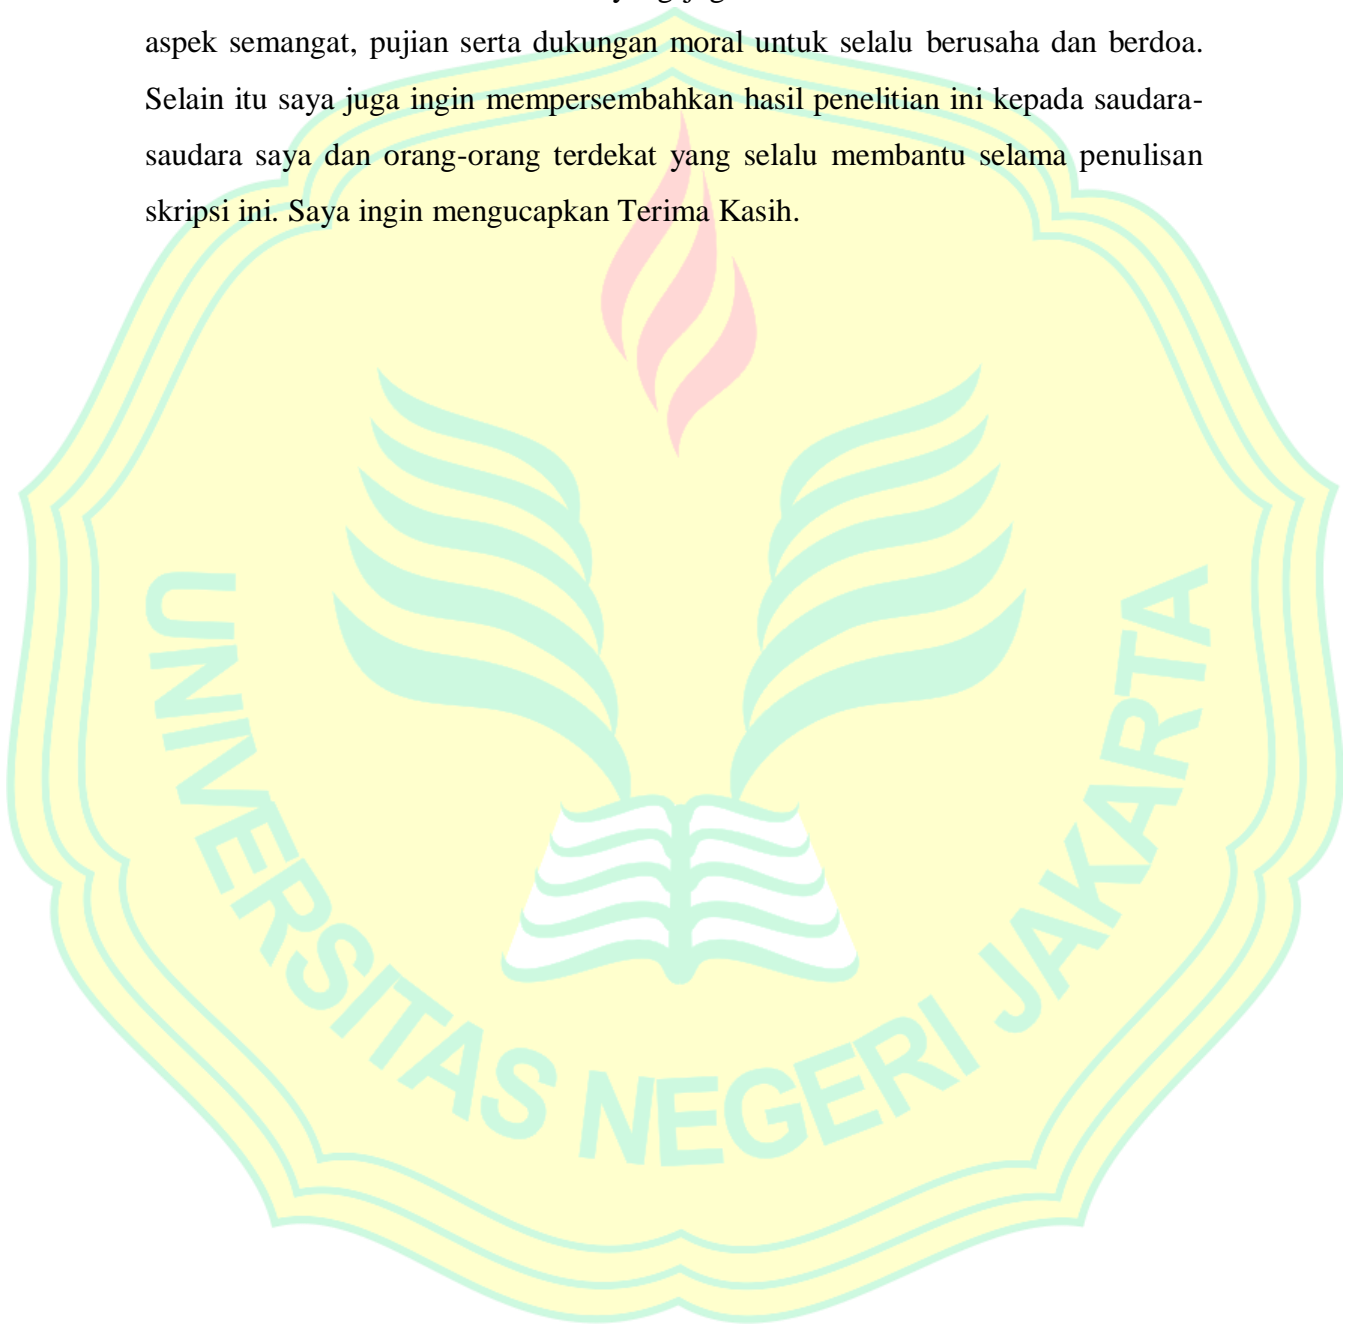 aspek semangat, pujian serta dukungan moral untuk selalu berusaha dan berdoa.
Selain itu saya juga ingin mempersembahkan hasil penelitian ini kepada saudara-
saudara saya dan orang-orang terdekat yang selalu membantu selama penulisan
skripsi ini. Saya ingin mengucapkan Terima Kasih.
UNIVERSITAS NEGERI JAKARTA